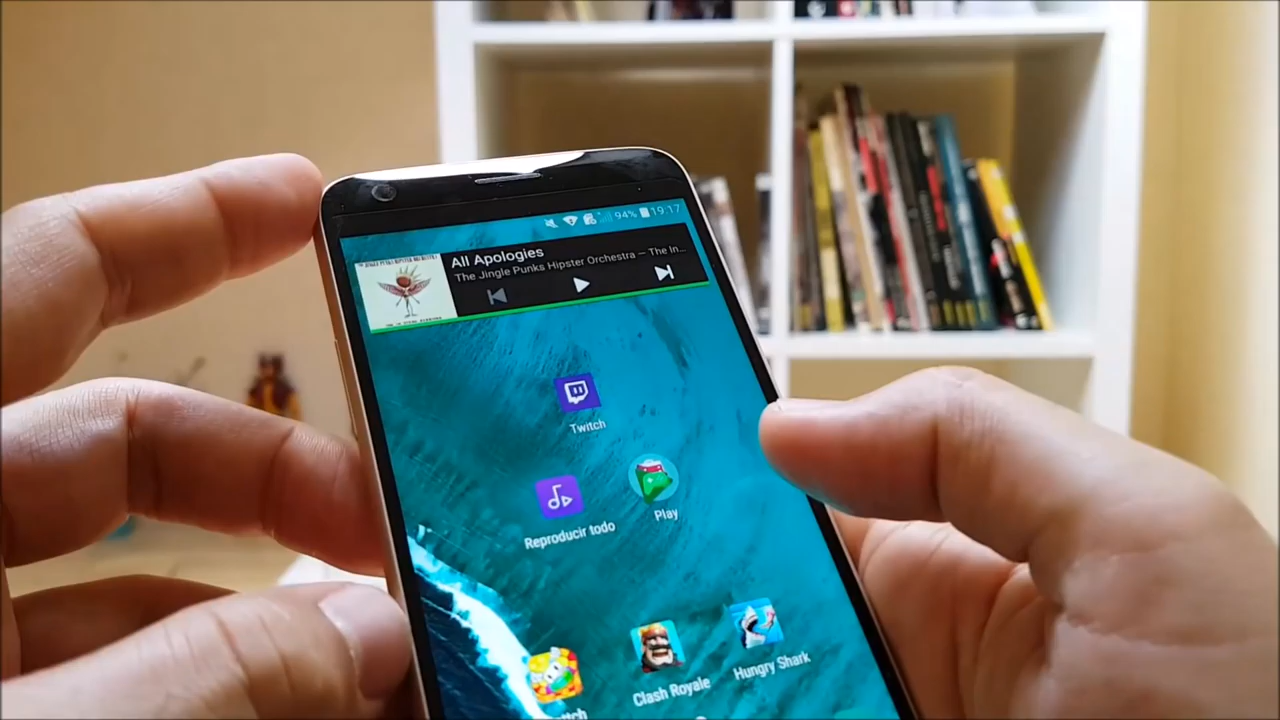 94% 19:17
All Apologies
The Jingle Punks Hipster Orchestra — The In...
Twitch
Reproducir todo
Play
Clash Royale
Hungry Shark